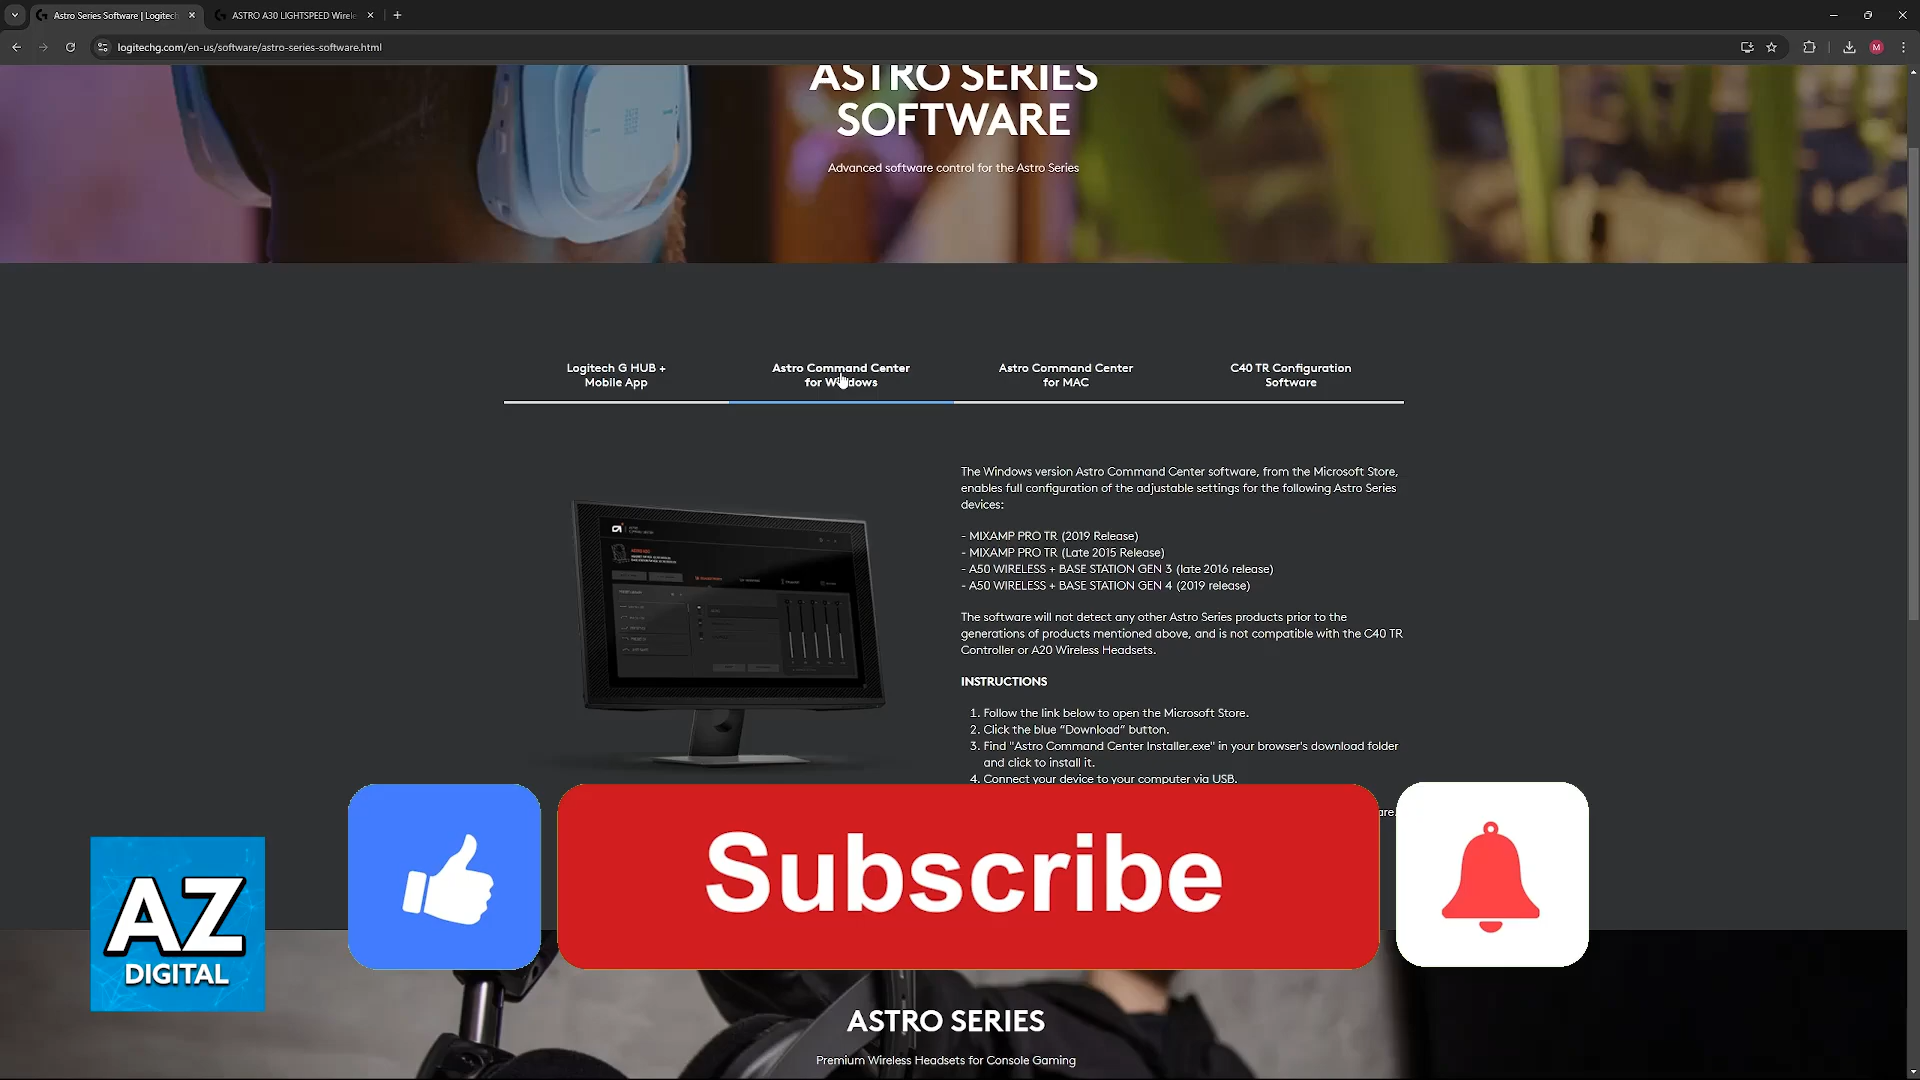 Astro Series Software | Logitech
ASTRO A30 LIGHTSPEED Wirele
logitechg.com/en-us/software/astro-series-software.html
M
ASTRO SERIES
SOFTWARE
Advanced software control for the Astro Series
Logitech G HUB +
Mobile App
Astro Command Center
for Windows
Astro Command Center
for MAC
C40 TR Configuration
Software
The Windows version Astro Command Center software, from the Microsoft Store,
enables full configuration of the adjustable settings for the following Astro Series
devices:
- MIXAMP PRO TR (2019 Release)
- MIXAMP PRO TR (Late 2015 Release)
- A50 WIRELESS + BASE STATION GEN 3 (late 2016 release)
- A50 WIRELESS + BASE STATION GEN 4 (2019 release)
The software will not detect any other Astro Series products prior to the
generations of products mentioned above, and is not compatible with the C40 TR
Controller or A20 Wireless Headsets.
INSTRUCTIONS
1. Follow the link below to open the Microsoft Store.
2. Click the blue “Download” button.
3. Find "Astro Command Center Installer.exe" in your browser's download folder
and click to install it.
4. Connect your device to your computer via USB.
Subscribe
AZ
DIGITAL
ASTRO SERIES
Premium Wireless Headsets for Console Gaming